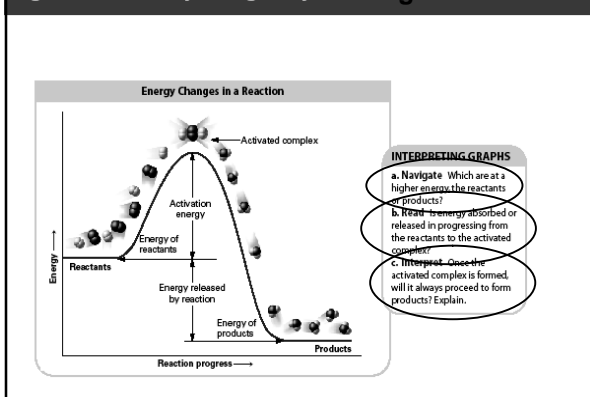 Energy Changes in a Reaction
Activated complex
Activation
energy
Energy of
reactants
Energy
Reactants
Energy released
by reaction
Energy of
products
Products
Reaction progress
INTERPRETING GRAPHS
a. Navigate Which are at a
higher energy, the reactants
or products?
b. Read Is energy absorbed or
released in progressing from
the reactants to the activated
complex?
c. Interpret Once the
activated complex is formed,
will it always proceed to form
products? Explain.